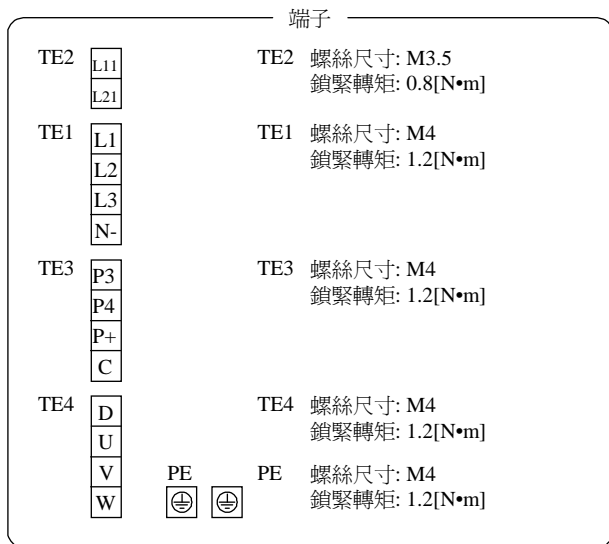 端子
TE2 L11 TE2 螺絲尺寸: M3.5
L21 鎖緊轉矩: 0.8[N•m]
TE1 L1 TE1 螺絲尺寸: M4
L2 鎖緊轉矩: 1.2[N•m]
L3
N-
TE3 P3 TE3 螺絲尺寸: M4
P4 鎖緊轉矩: 1.2[N•m]
P+
C
TE4 D TE4 螺絲尺寸: M4
U 鎖緊轉矩: 1.2[N•m]
V PE PE 螺絲尺寸: M4
W 鎖緊轉矩: 1.2[N•m]